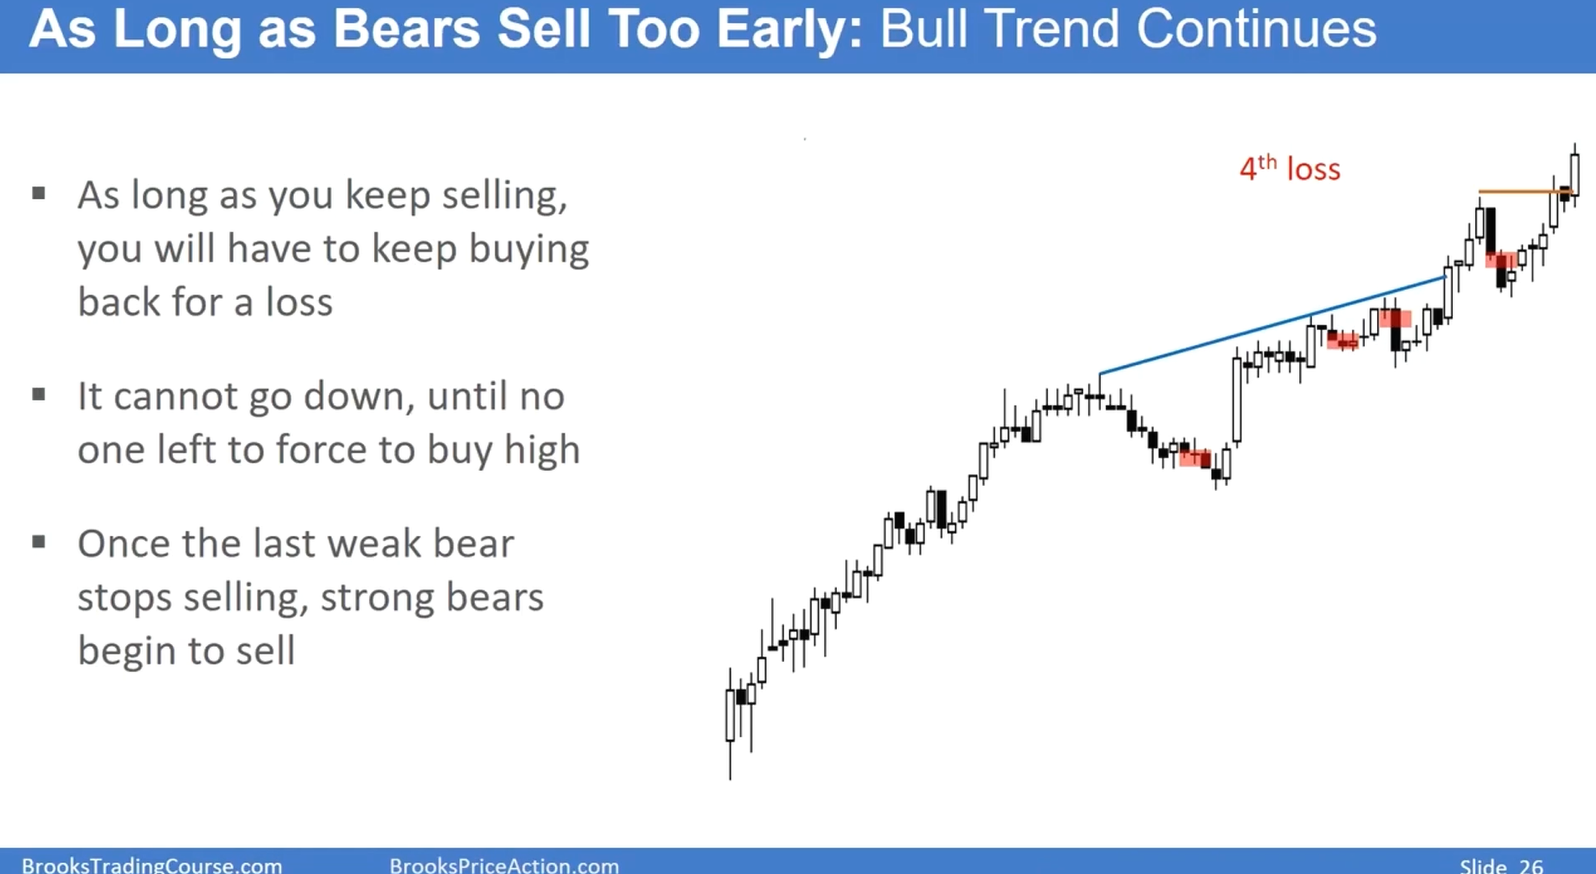 As Long as Bears Sell Too Early: Bull Trend Continues
▪ As long as you keep selling,
you will have to keep buying
back for a loss
▪ It cannot go down, until no
one left to force to buy high
▪ Once the last weak bear
stops selling, strong bears
begin to sell
4th loss
BrooksTradingCourse.com BrooksPriceAction.com Slide 26